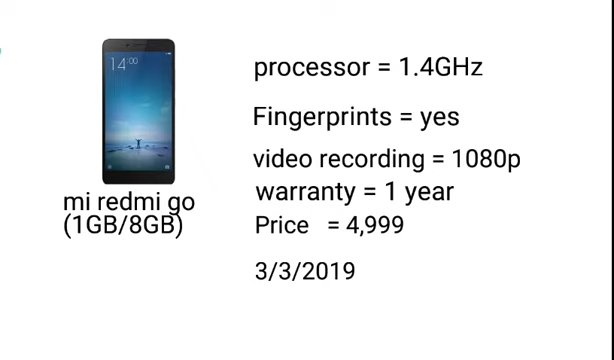 14:00
processor = 1.4GHz
Fingerprints = yes
video recording = 1080p
warranty = 1 year
Price = 4,999
3/3/2019
mi redmi go
(1GB/8GB)